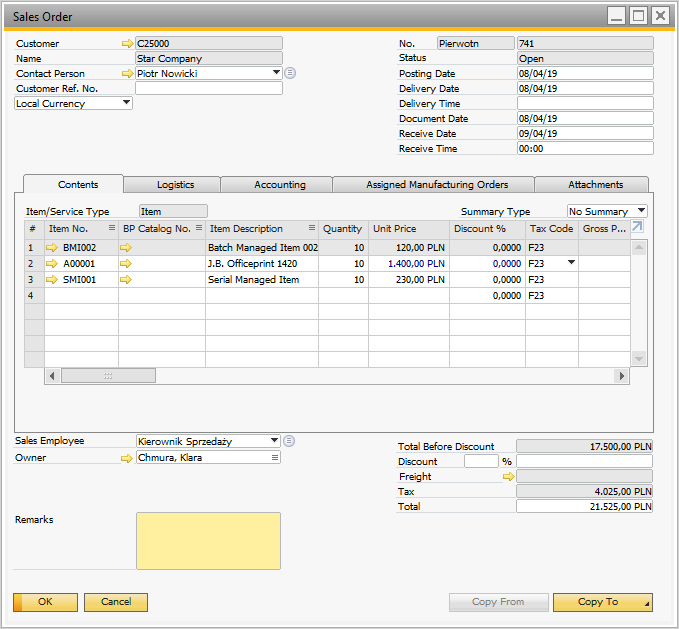 Sales Order
Customer C25000
Name Star Company
Contact Person Piotr Nowicki
Customer Ref. No.
Local Currency
No. Pierwotn 741
Status Open
Posting Date 08/04/19
Delivery Date 08/04/19
Delivery Time
Document Date 08/04/19
Receive Date 09/04/19
Receive Time 00:00
Contents Logistics Accounting Assigned Manufacturing Orders Attachments
Item/Service Type Item Summary Type No Summary
# Item No. BP Catalog No. Item Description Quantity Unit Price Discount % Tax Code Gross P...
1 BMI002 Batch Managed Item 002 10 120,00 PLN 0,0000 F23
2 A00001 J.B. Officeprint 1420 10 1.400,00 PLN 0,0000 F23
3 SMI001 Serial Managed Item 10 230,00 PLN 0,0000 F23
4 0,0000 F23
Sales Employee Kierownik Sprzedaży
Owner Chmura, Klara
Total Before Discount 17.500,00 PLN
Discount %
Freight
Tax 4.025,00 PLN
Total 21.525,00 PLN
Remarks
OK Cancel Copy From Copy To